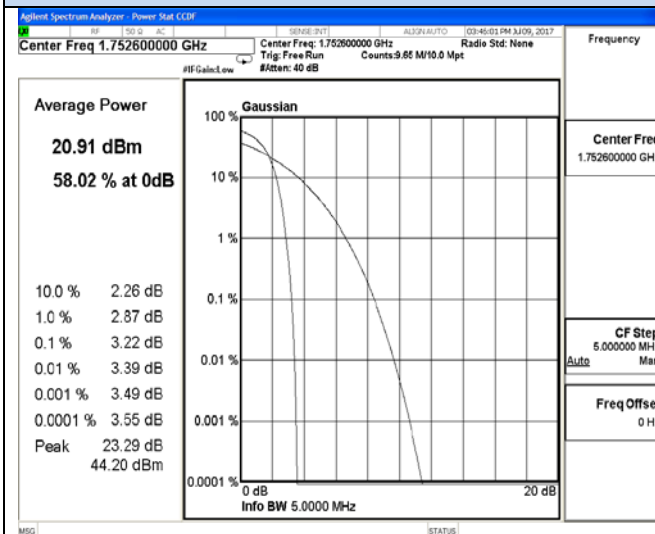 Agilent Spectrum Analyzer - Power Stat CCDF
RF 50 Ω AC SENSE:INT ALIGN AUTO 03:46:01 PM Jul 09, 2017
Center Freq 1.752600000 GHz
Center Freq: 1.752600000 GHz Radio Std: None
Trig: Free Run Counts:9.65 M/10.0 Mpt
#IFGain:Low #Atten: 40 dB
Frequency
Average Power
20.91 dBm
58.02 % at 0dB
10.0 % 2.26 dB
1.0 % 2.87 dB
0.1 % 3.22 dB
0.01 % 3.39 dB
0.001 % 3.49 dB
0.0001 % 3.55 dB
Peak 23.29 dB
44.20 dBm
Gaussian
100 %
10 %
1 %
0.1 %
0.01 %
0.001 %
0.0001 %
0 dB 20 dB
Info BW 5.0000 MHz
Center Fre
1.752600000 GH
CF Step
5.000000 MH
Auto Ma
Freq Offse
0 H
MSG STATUS